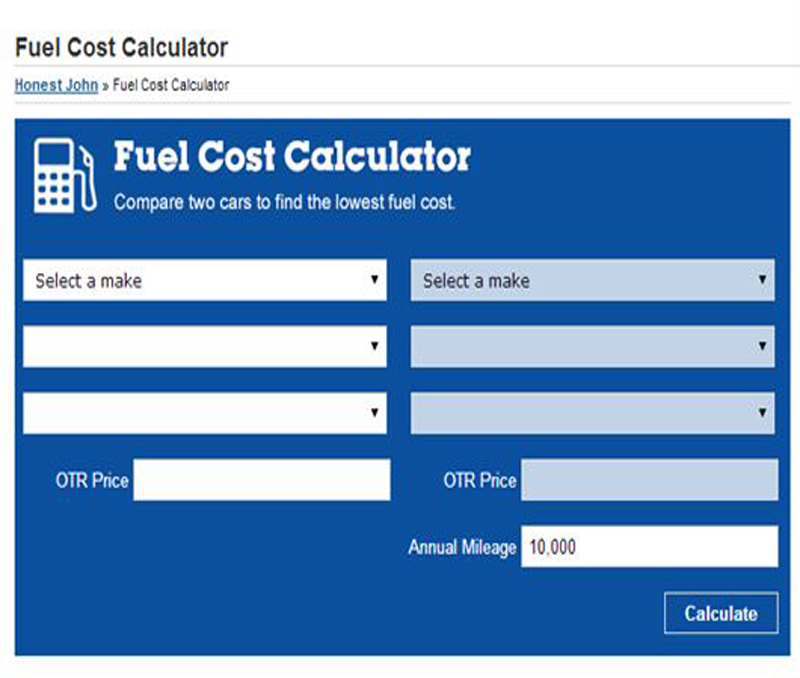 Fuel Cost Calculator
Honest John » Fuel Cost Calculator
Fuel Cost Calculator
Compare two cars to find the lowest fuel cost.
Select a make Select a make
OTR Price OTR Price
Annual Mileage 10,000
Calculate